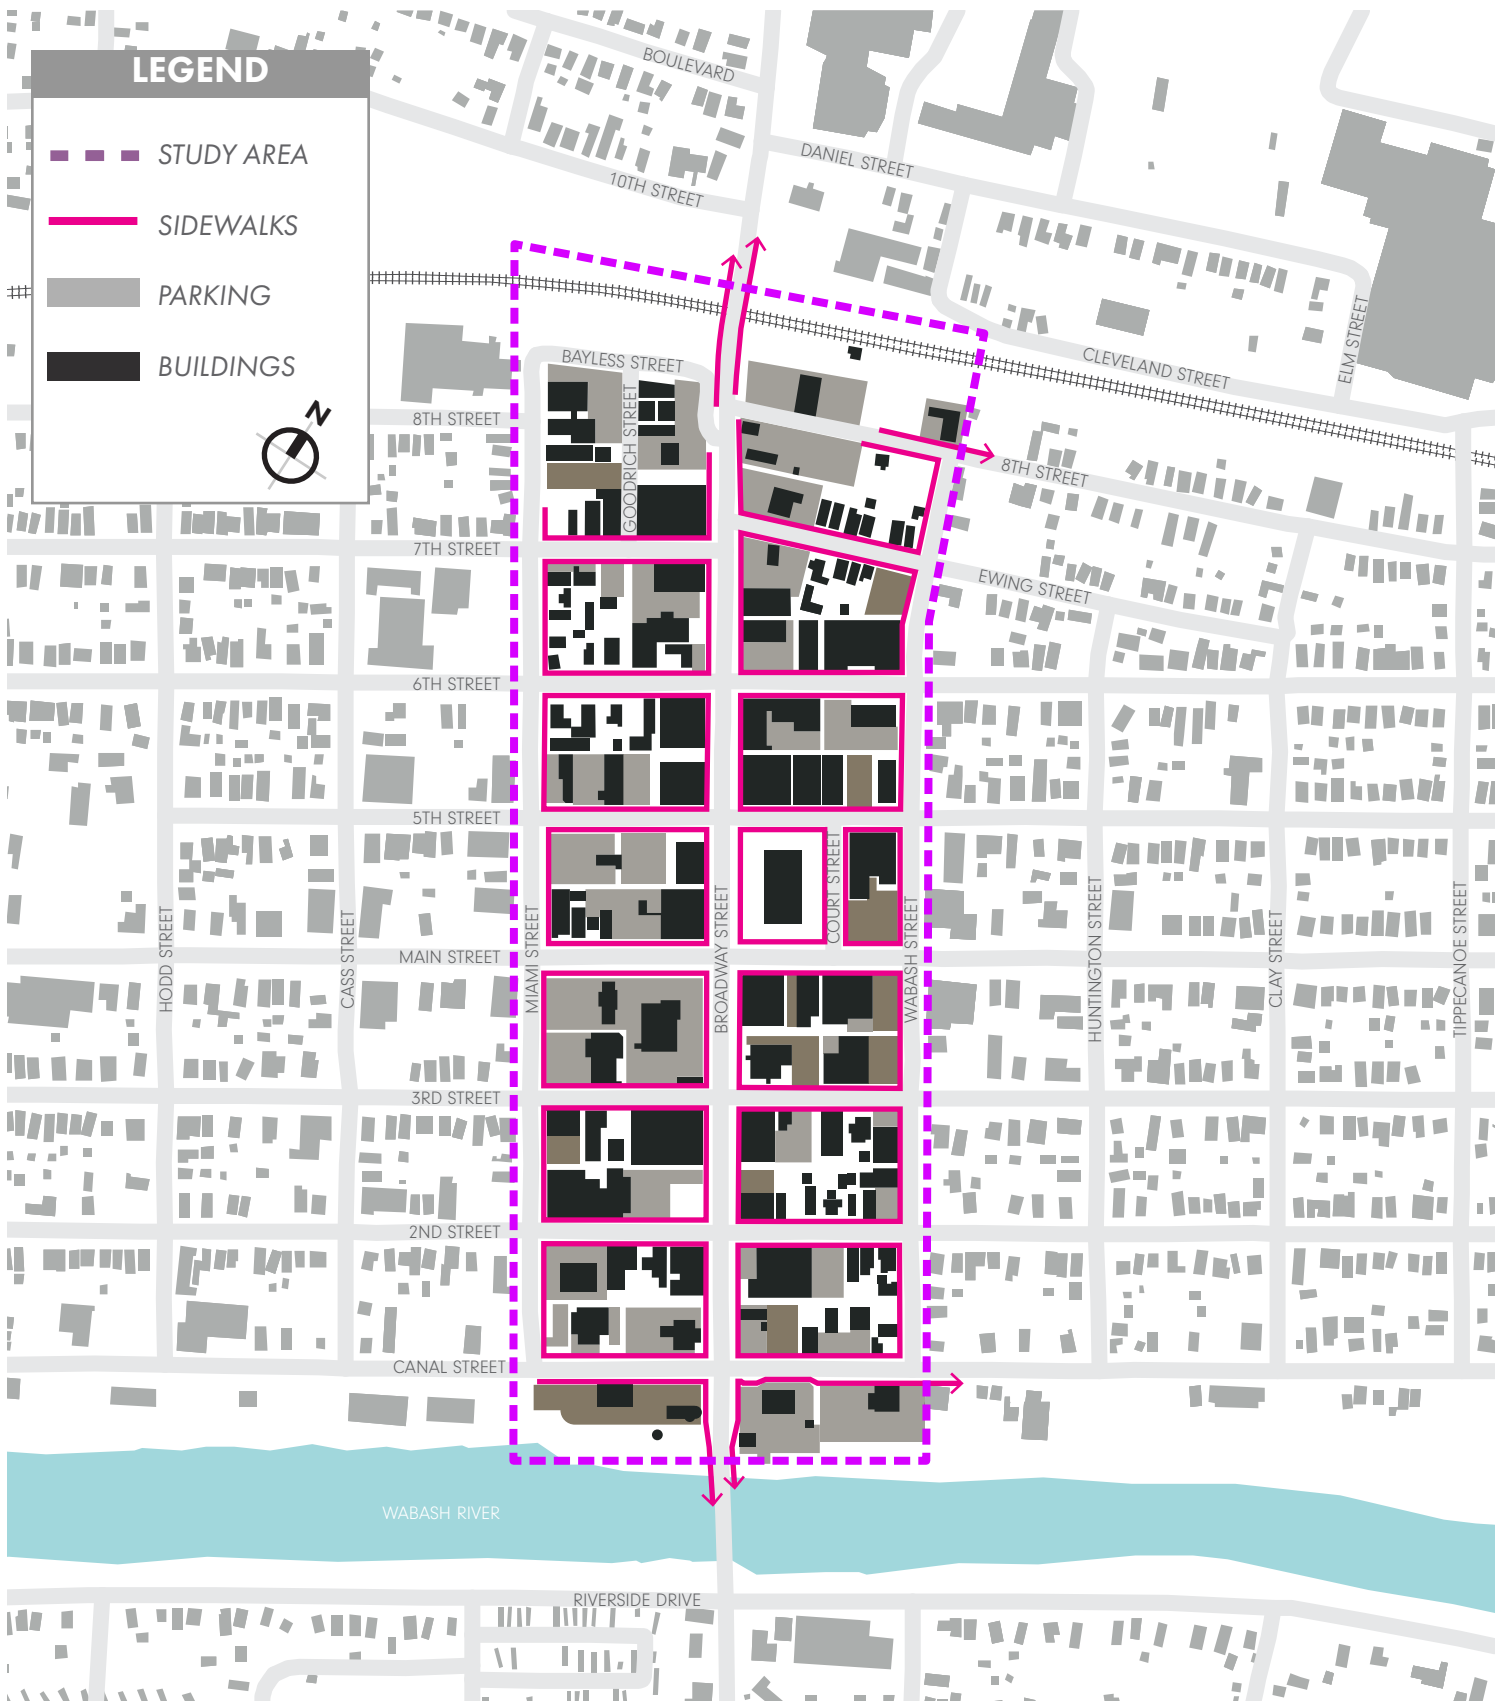 BOULEVARD
LEGEND
STUDY AREA
SIDEWALKS
PARKING
BUILDINGS
N
DANIEL STREET
10TH STREET
BAYLESS STREET
CLEVELAND STREET
ELM STREET
8TH STREET
GOODRICH STREET
8TH STREET
7TH STREET
EWING STREET
6TH STREET
5TH STREET
COURT STREET
MAIN STREET
HODD STREET
CASS STREET
MIAMI STREET
BROADWAY STREET
WABASH STREET
HUNTINGTON STREET
CLAY STREET
TIPPECANOE STREET
3RD STREET
2ND STREET
CANAL STREET
WABASH RIVER
RIVERSIDE DRIVE